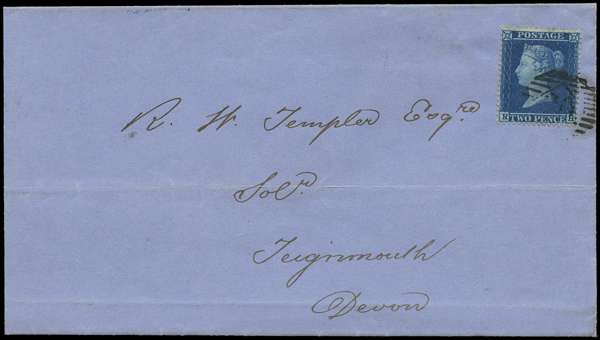 POSTAGE
TWO PENCE
R. W. Templer Esqre
Solr
Teignmouth
Devon